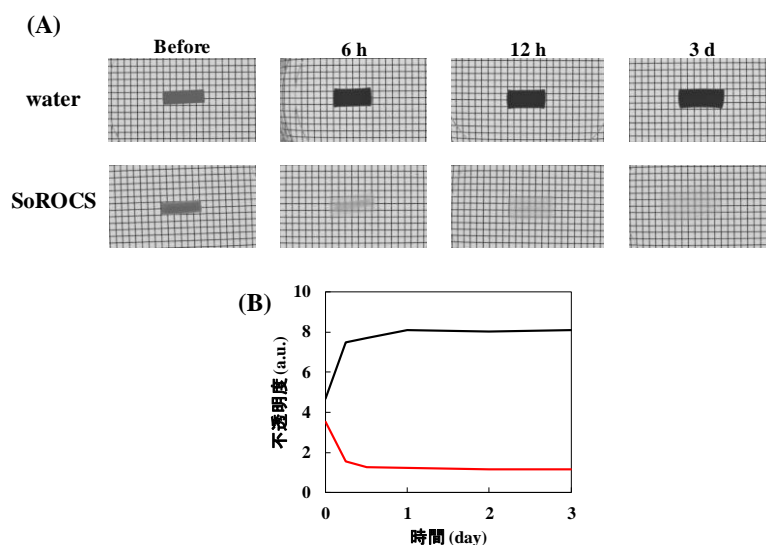 (A)
Before
6 h
12 h
3 d
water
SoROCS
(B)
10
8
6
4
2
0
不透明度 (a.u.)
0
1
2
3
時間 (day)